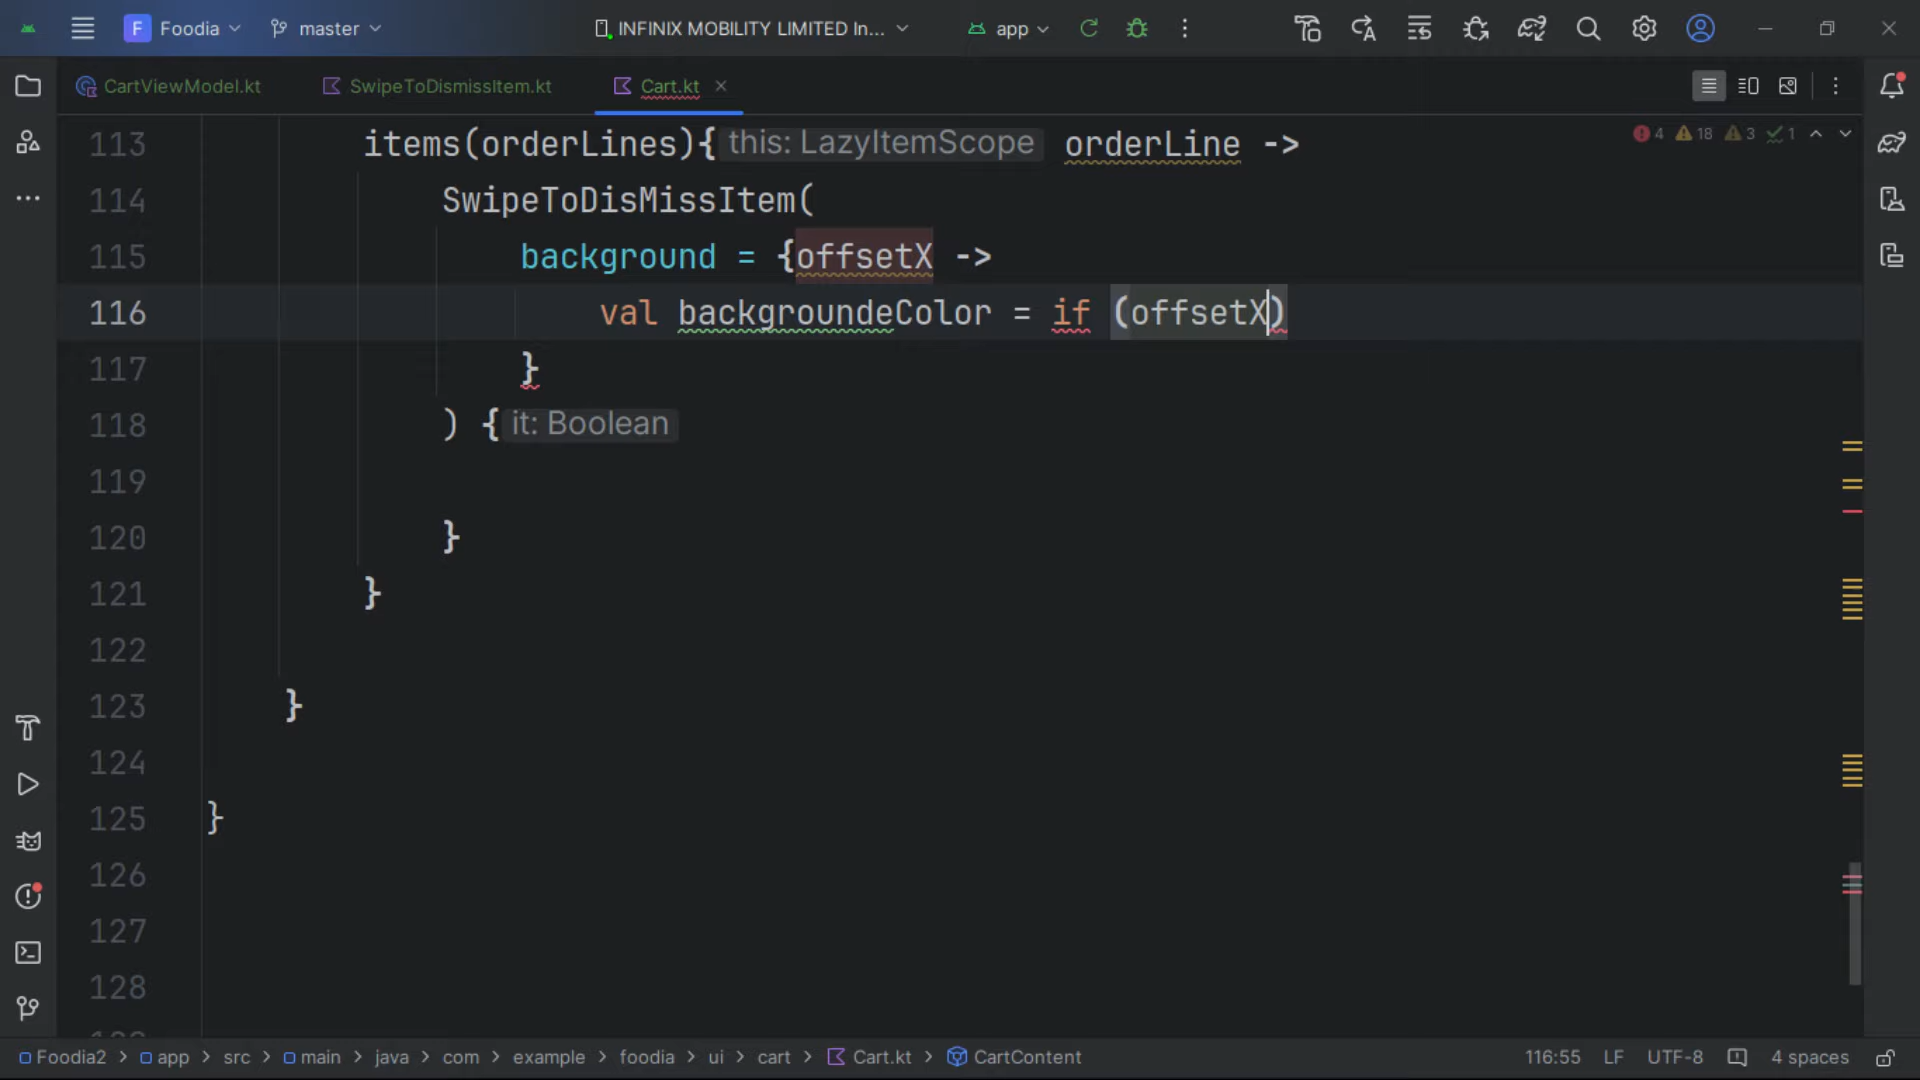 F Foodia master INFINIX MOBILITY LIMITED In... app
CartViewModel.kt SwipeToDismissItem.kt Cart.kt
4 18 3 1
113 items(orderLines){ this: LazyItemScope orderLine ->
114 SwipeToDisMissItem(
115 background = {offsetX ->
116 val backgroundeColor = if (offsetX)
117 }
118 ) { it: Boolean
119
120 }
121 }
122
123 }
124
125 }
126
127
128
Foodia2 > app > src > main > java > com > example > foodia > ui > cart > Cart.kt > CartContent 116:55 LF UTF-8 4 spaces